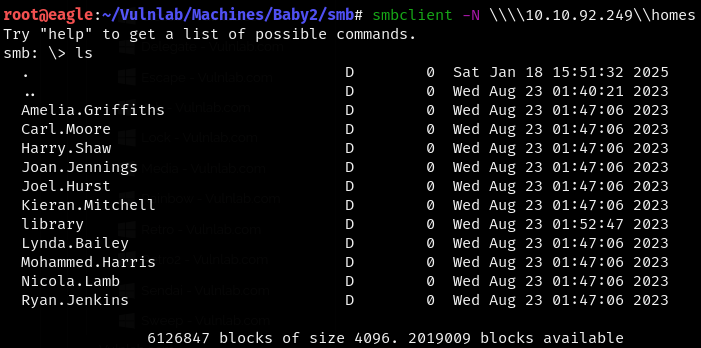 root@eagle:~/Vulnlab/Machines/Baby2/smb# smbclient -N \\\\10.10.92.249\\homes
Try "help" to get a list of possible commands.
smb: \> ls
  .                                   D        0  Sat Jan 18 15:51:32 2025
  ..                                  D        0  Wed Aug 23 01:40:21 2023
  Amelia.Griffiths                    D        0  Wed Aug 23 01:47:06 2023
  Carl.Moore                          D        0  Wed Aug 23 01:47:06 2023
  Harry.Shaw                          D        0  Wed Aug 23 01:47:06 2023
  Joan.Jennings                       D        0  Wed Aug 23 01:47:06 2023
  Joel.Hurst                          D        0  Wed Aug 23 01:47:06 2023
  Kieran.Mitchell                     D        0  Wed Aug 23 01:47:06 2023
  library                             D        0  Wed Aug 23 01:52:47 2023
  Lynda.Bailey                        D        0  Wed Aug 23 01:47:06 2023
  Mohammed.Harris                     D        0  Wed Aug 23 01:47:06 2023
  Nicola.Lamb                         D        0  Wed Aug 23 01:47:06 2023
  Ryan.Jenkins                        D        0  Wed Aug 23 01:47:06 2023
                6126847 blocks of size 4096. 2019009 blocks available